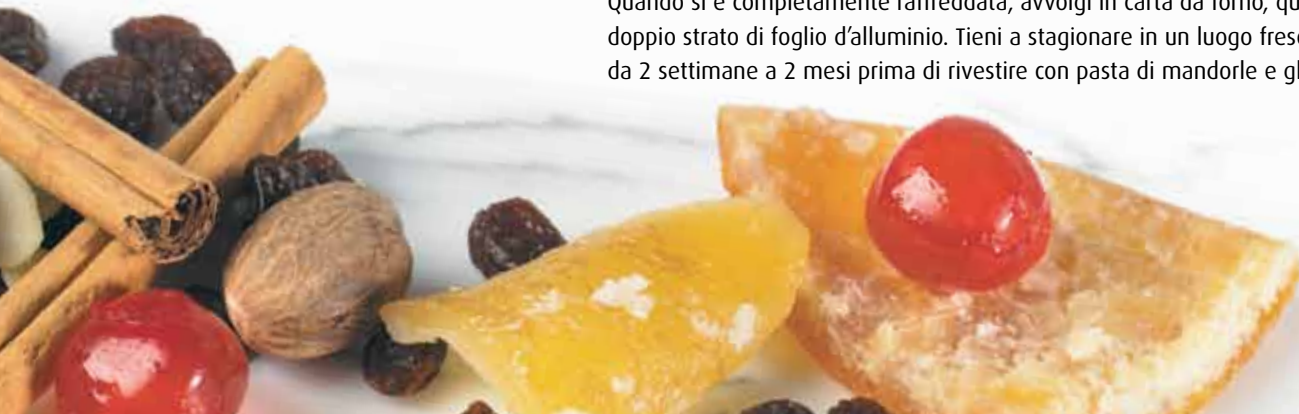 Quando si è completamente raffreddata, avvolgi in carta da forno,
doppio strato di foglio d'alluminio. Tieni a stagionare in un luogo
da 2 settimane a 2 mesi prima di rivestire con pasta di mandorle e